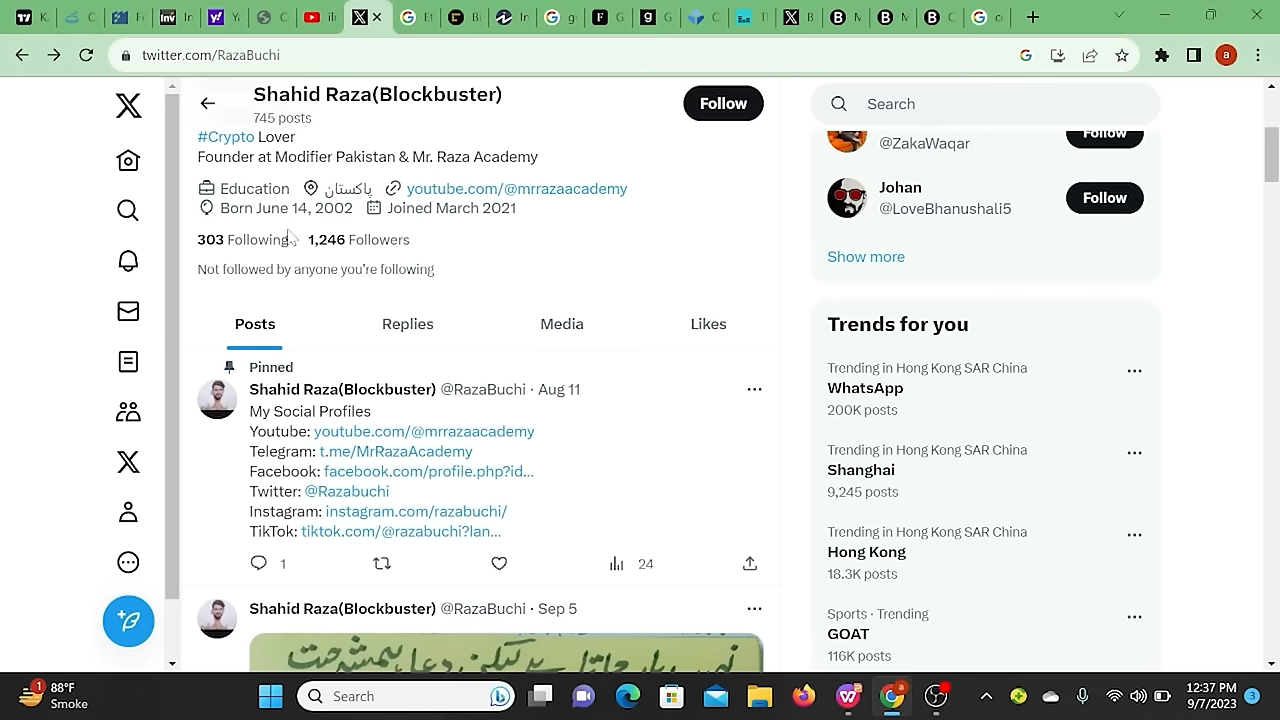 twitter.com/RazaBuchi
Shahid Raza(Blockbuster)
745 posts
Follow
#Crypto Lover
Founder at Modifier Pakistan & Mr. Raza Academy
Education پاکستان youtube.com/@mrrazaacademy
Born June 14, 2002 Joined March 2021
303 Following 1,246 Followers
Not followed by anyone you're following
Posts Replies Media Likes
Pinned
Shahid Raza(Blockbuster) @RazaBuchi · Aug 11
My Social Profiles
Youtube: youtube.com/@mrrazaacademy
Telegram: t.me/MrRazaAcademy
Facebook: facebook.com/profile.php?id...
Twitter: @Razabuchi
Instagram: instagram.com/razabuchi/
TikTok: tiktok.com/@razabuchi?lan...
1 24
Shahid Raza(Blockbuster) @RazaBuchi · Sep 5
Search
Follow
@ZakaWaqar
Johan
@LoveBhanushali5
Follow
Show more
Trends for you
Trending in Hong Kong SAR China
WhatsApp
200K posts
Trending in Hong Kong SAR China
Shanghai
9,245 posts
Trending in Hong Kong SAR China
Hong Kong
18.3K posts
Sports · Trending
GOAT
116K posts
88°F
Smoke
Search
12:37 PM
9/7/2023